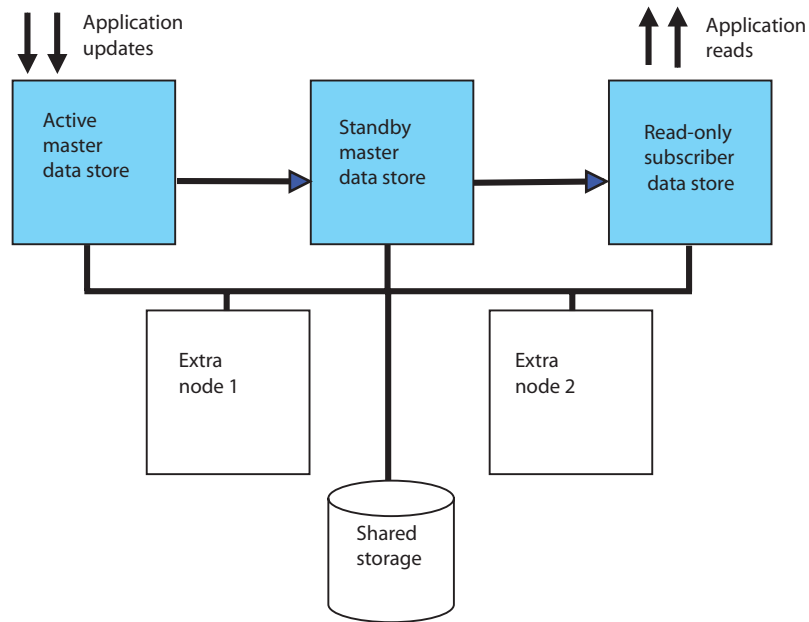 Application
updates
Application
reads
Active
master
data store
Standby
master
data store
Read-only
subscriber
data store
Extra
node 1
Extra
node 2
Shared
storage